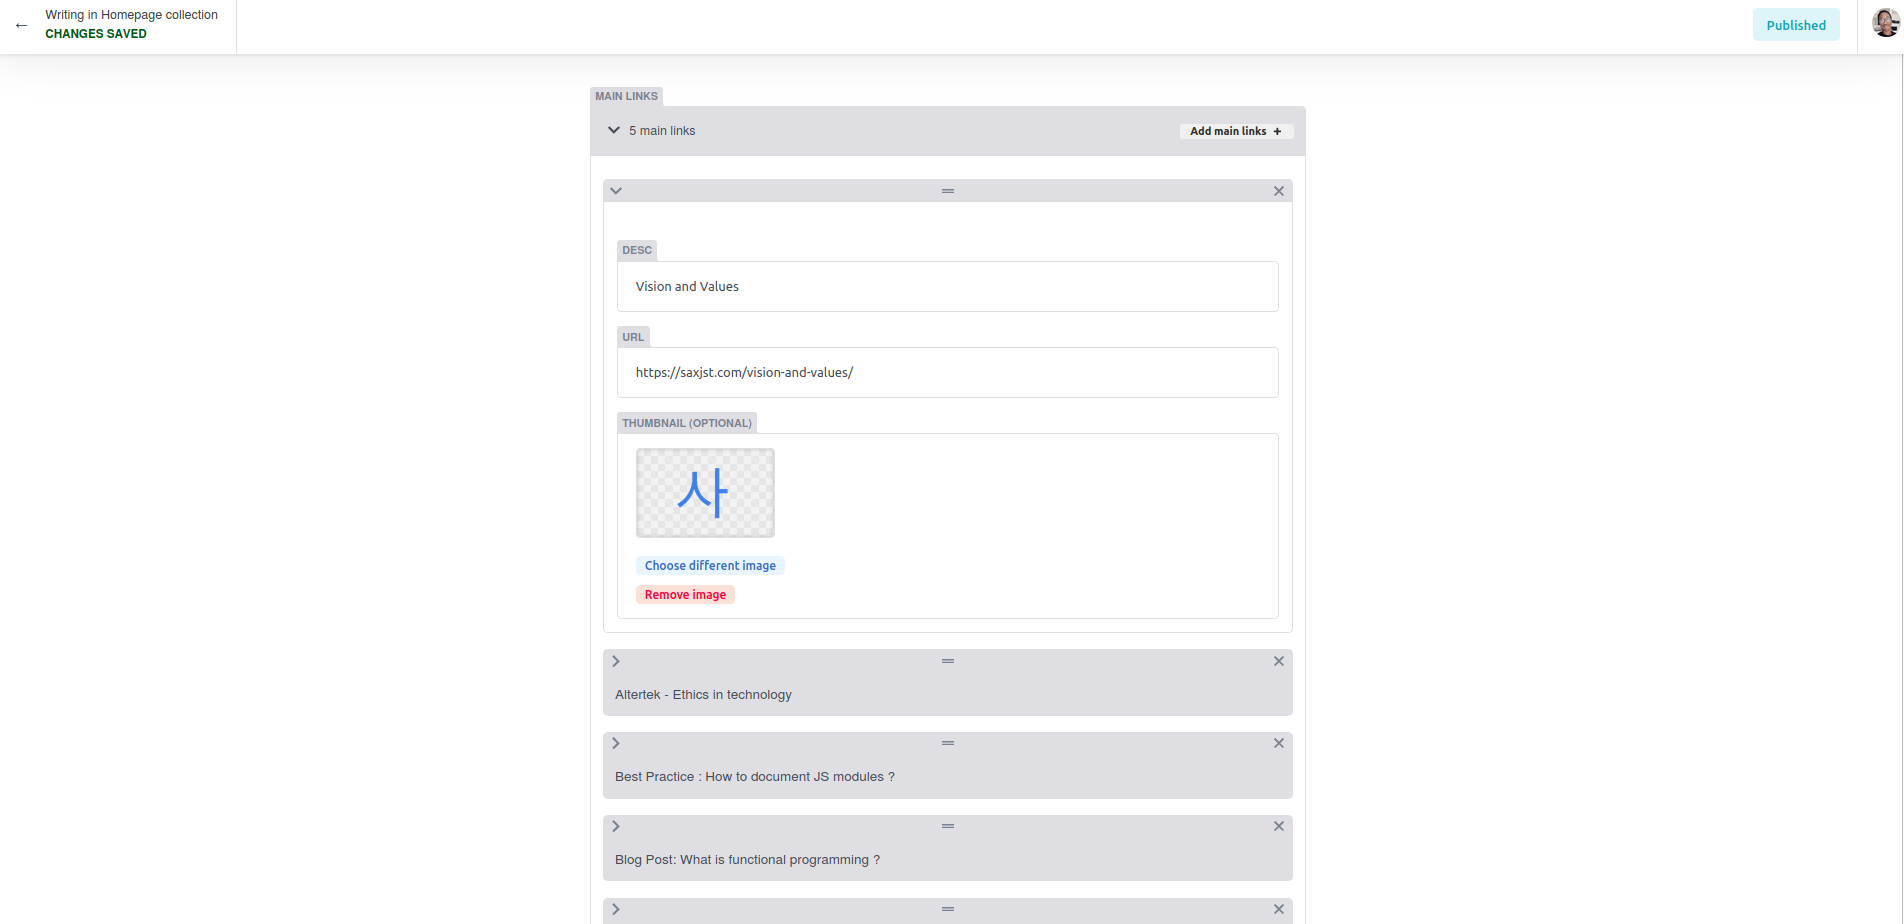 ←
Writing in Homepage collection
CHANGES SAVED
Published
MAIN LINKS
5 main links
Add main links +
DESC
Vision and Values
URL
https://saxjst.com/vision-and-values/
THUMBNAIL (OPTIONAL)
사
Choose different image
Remove image
Altertek - Ethics in technology
Best Practice : How to document JS modules ?
Blog Post: What is functional programming ?